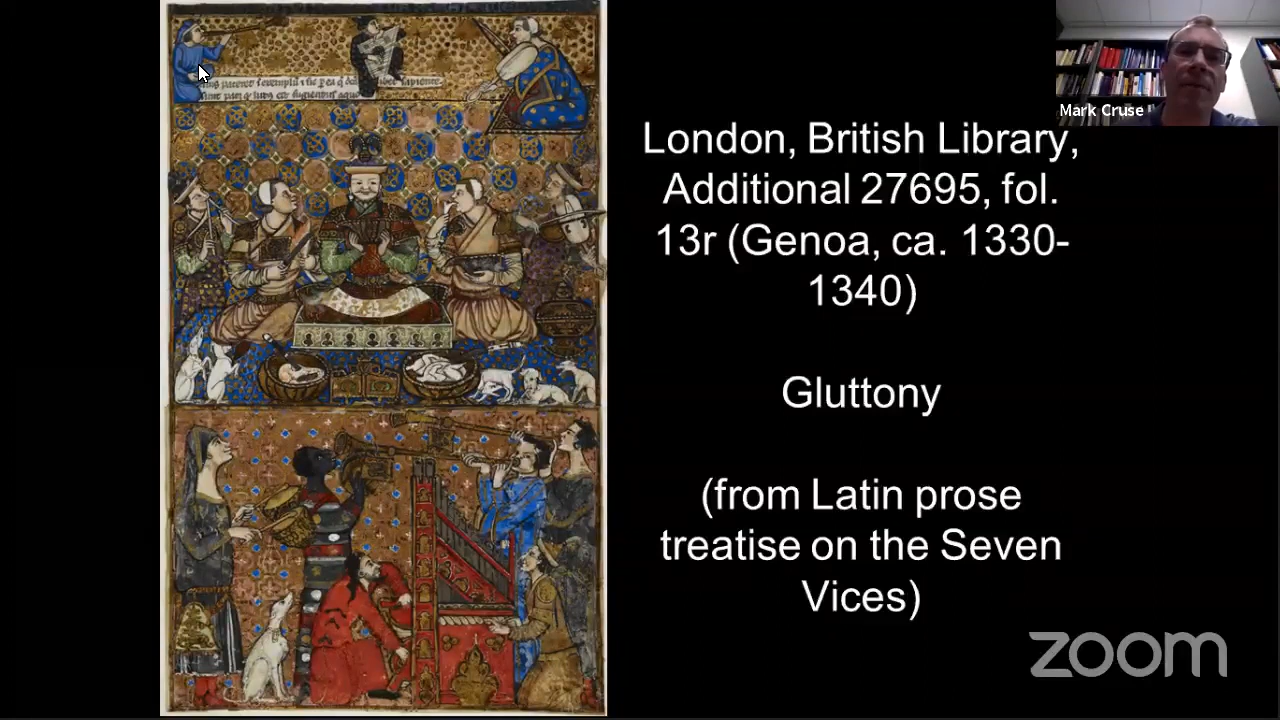 Mark Cruse
London, British Library,
Additional 27695, fol.
13r (Genoa, ca. 1330-
1340)
Gluttony
(from Latin prose
treatise on the Seven
Vices)
zoom